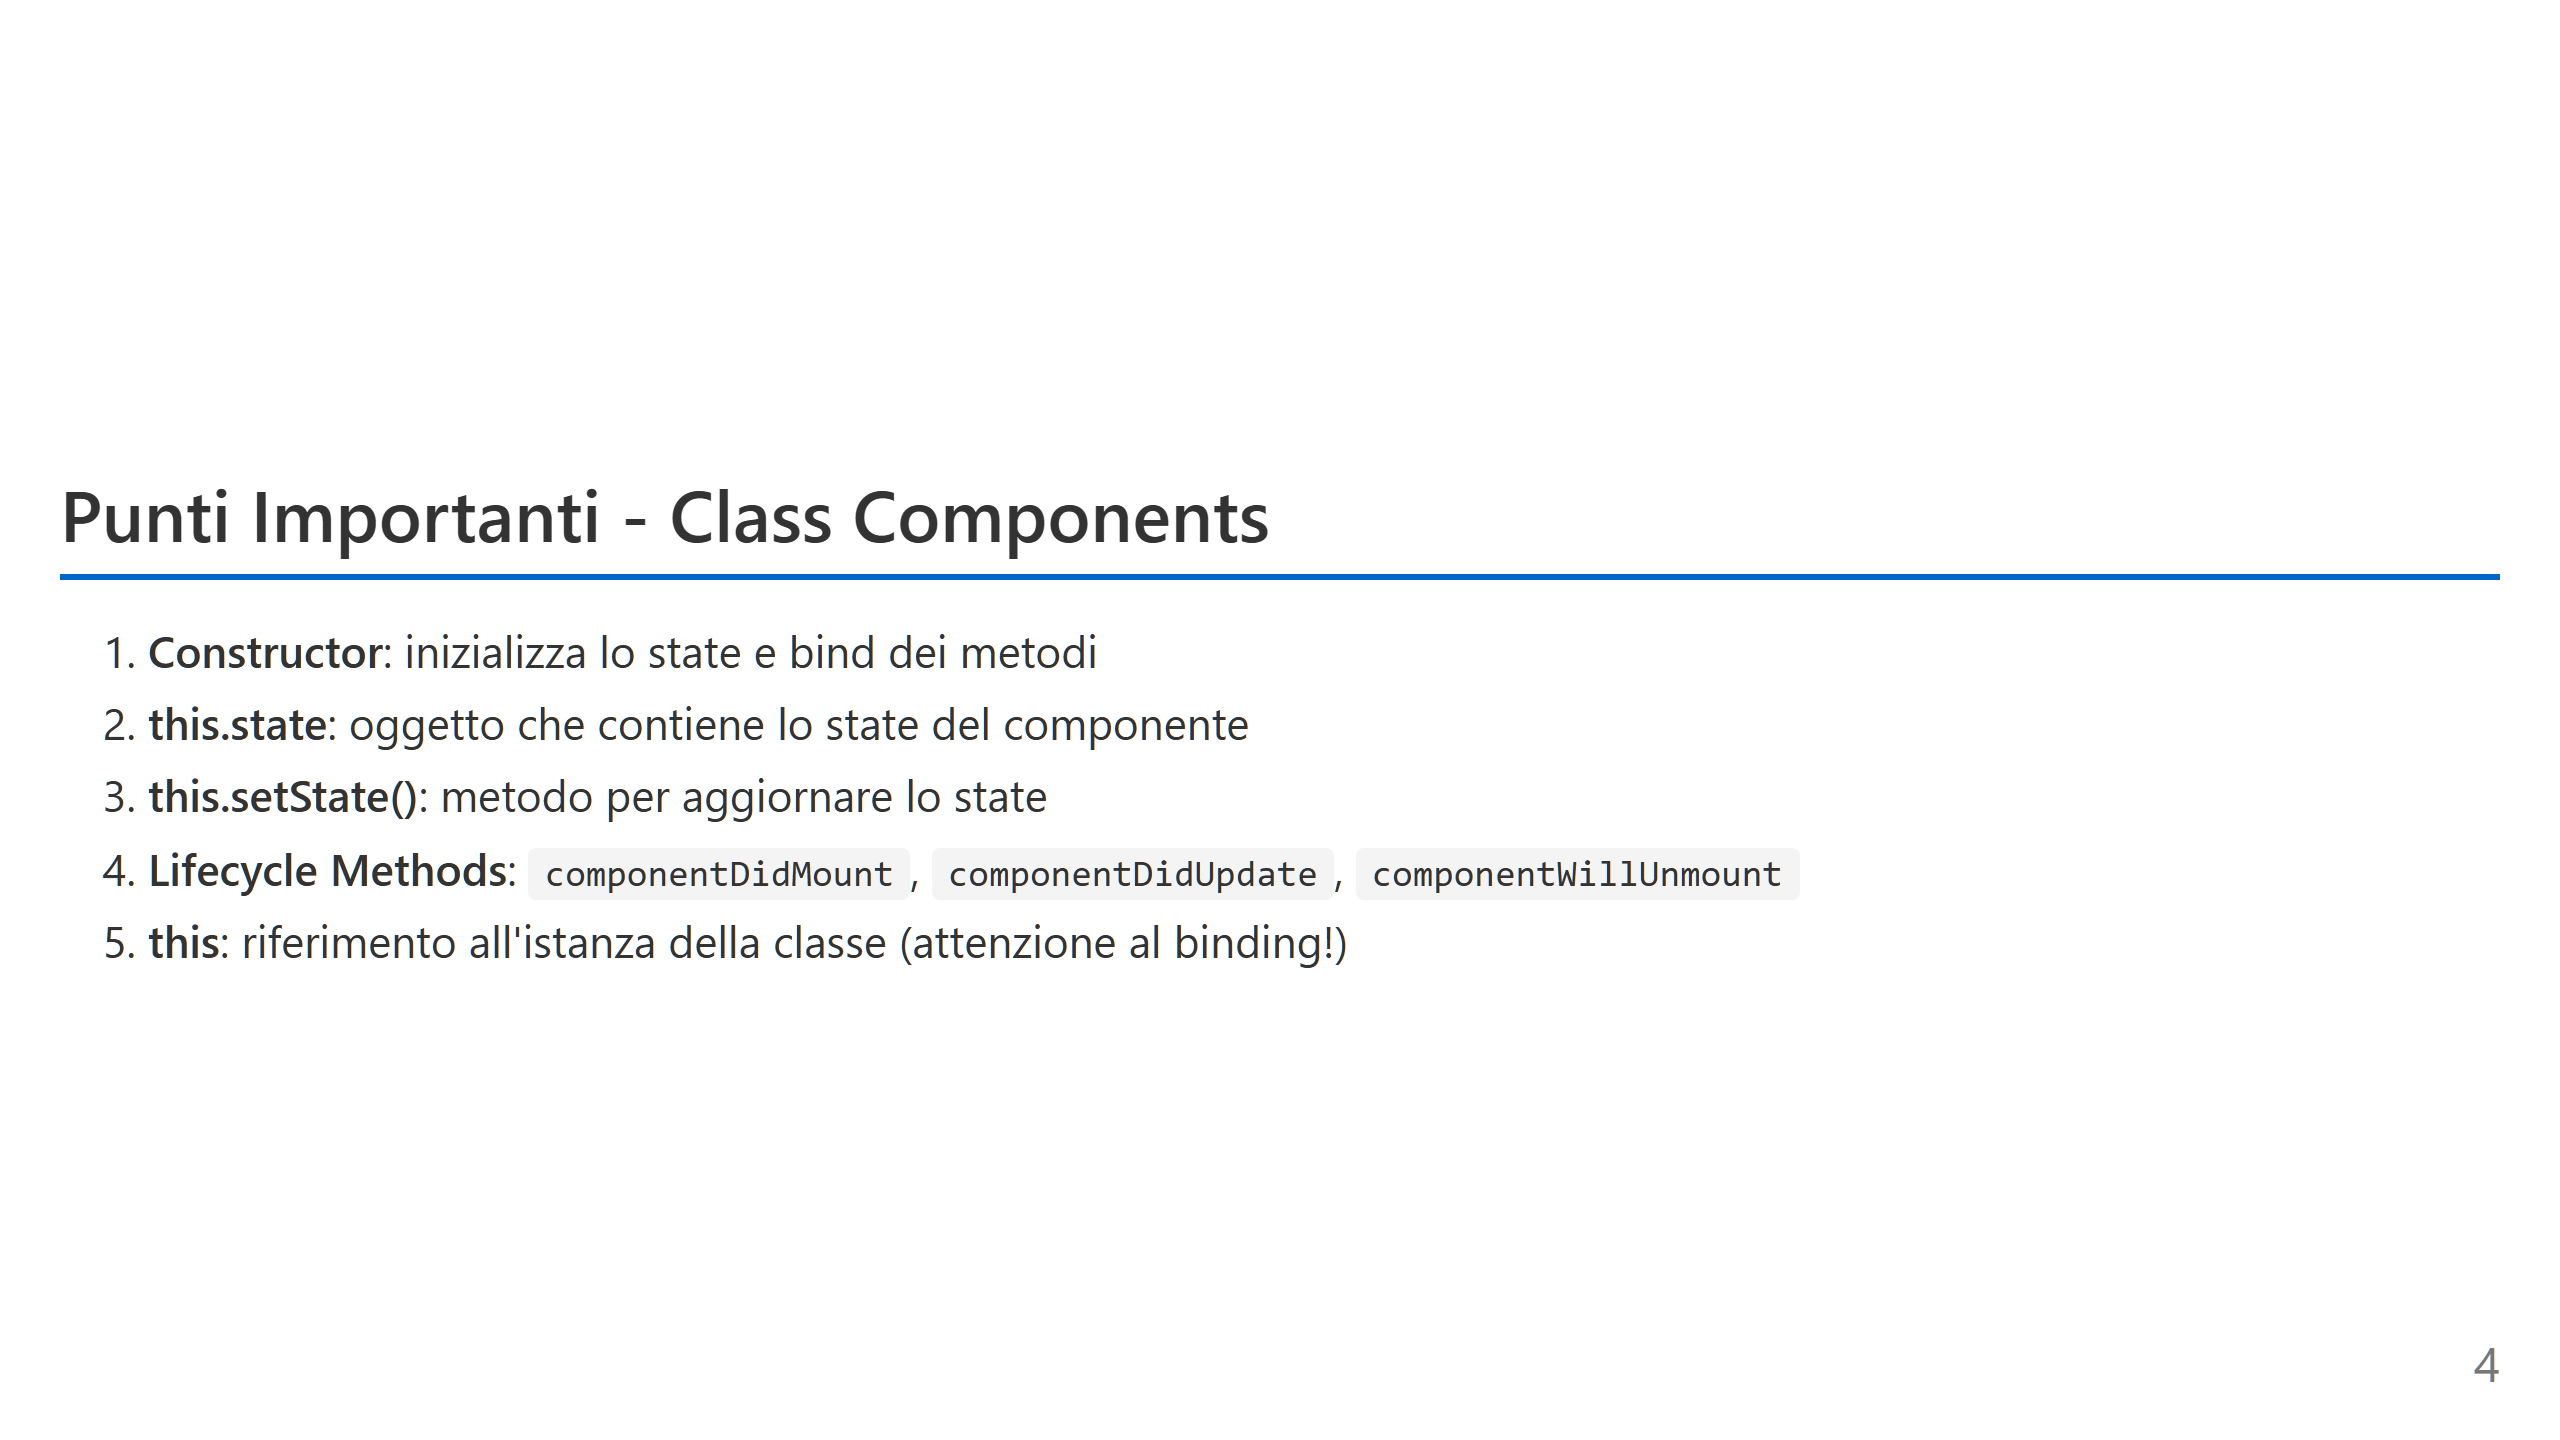 Punti Importanti - Class Components
1. Constructor: inizializza lo state e bind dei metodi
2. this.state: oggetto che contiene lo state del componente
3. this.setState(): metodo per aggiornare lo state
4. Lifecycle Methods: componentDidMount, componentDidUpdate, componentWillUnmount
5. this: riferimento all'istanza della classe (attenzione al binding!)
4